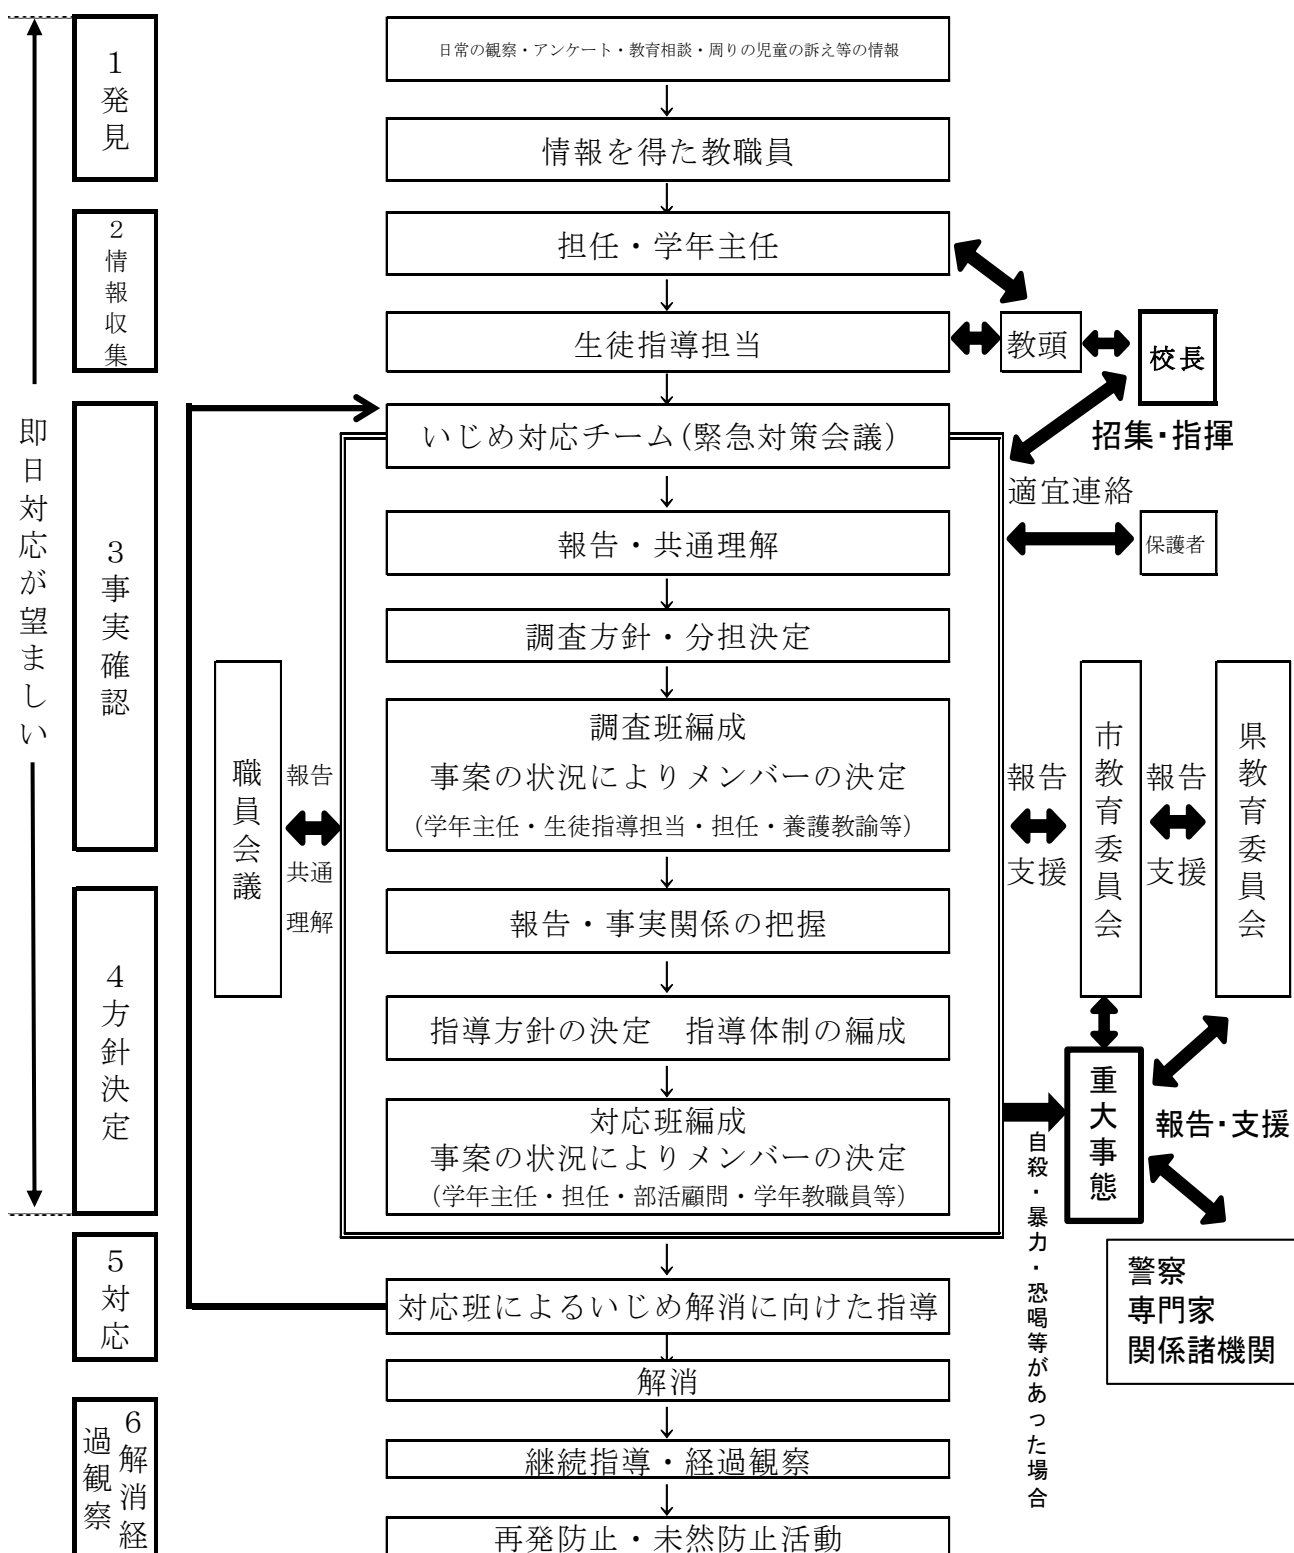 日常の観察・アンケート・教育相談・周りの児童の訴え等の情報
1発見
情報を得た教職員
2情報収集
担任・学年主任
生徒指導担当
教頭
校長
招集・指揮
いじめ対応チーム(緊急対策会議)
適宜連絡
即日対応が望ましい
3事実確認
報告・共通理解
保護者
調査方針・分担決定
調査班編成
事案の状況によりメンバーの決定
(学年主任・生徒指導担当・担任・養護教諭等)
職員会議
報告
共通
理解
報告
支援
市教育委員会
報告
支援
県教育委員会
報告・事実関係の把握
4方針決定
指導方針の決定 指導体制の編成
対応班編成
事案の状況によりメンバーの決定
(学年主任・担任・部活顧問・学年教職員等)
重大事態
報告・支援
自殺・暴力・恐喝等があった場合
警察
専門家
関係諸機関
5対応
対応班によるいじめ解消に向けた指導
解消
6解消経
過観察
継続指導・経過観察
再発防止・未然防止活動